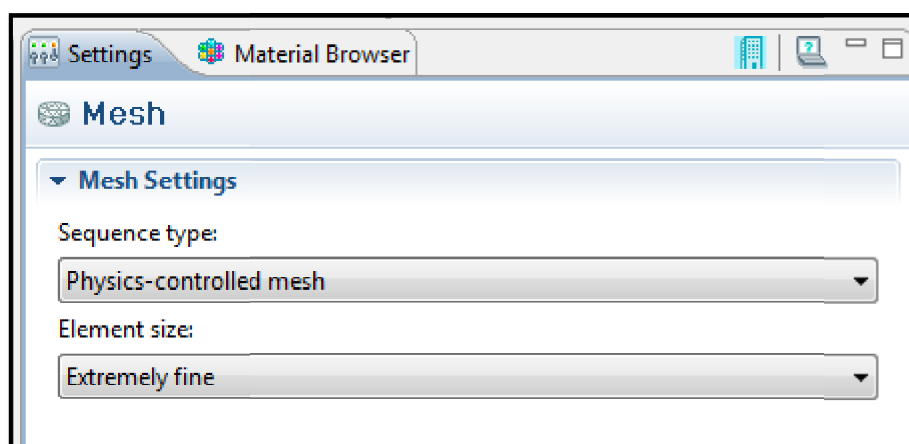 Settings Material Browser
Mesh
Mesh Settings
Sequence type:
Physics-controlled mesh
Element size:
Extremely fine